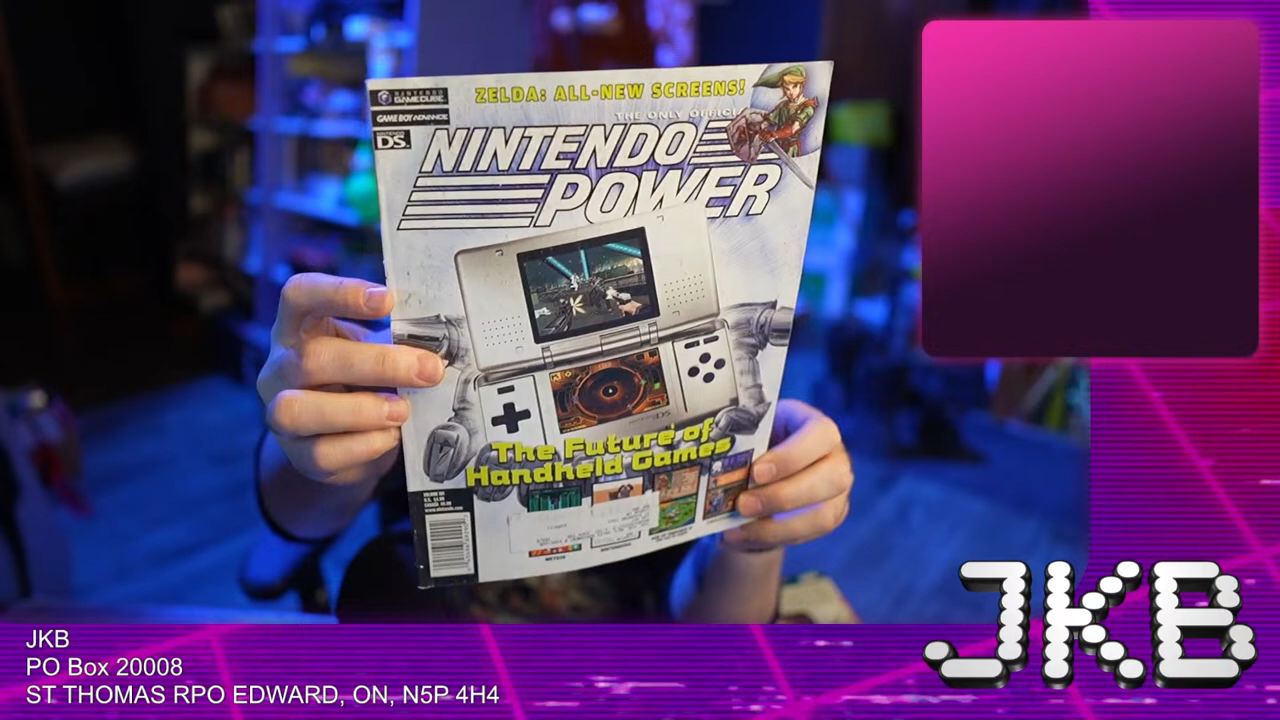 ZELDA: ALL-NEW SCREENS!
NINTENDO
GAMECUBE
GAME BOY ADVANCE
NINTENDO
DS
THE ONLY OFFICI
NINTENDO
POWER
The Future of
Handheld Games
JKB
JKB
PO Box 20008
ST THOMAS RPO EDWARD, ON, N5P 4H4